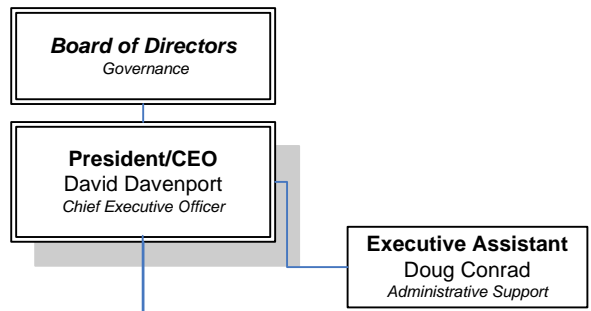 Board of Directors
Governance
President/CEO
David Davenport
Chief Executive Officer
Executive Assistant
Doug Conrad
Administrative Support